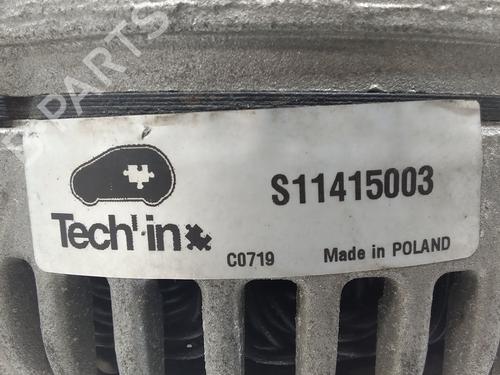 PARTS
S11415003
Tech'in
C0719
Made in POLAND